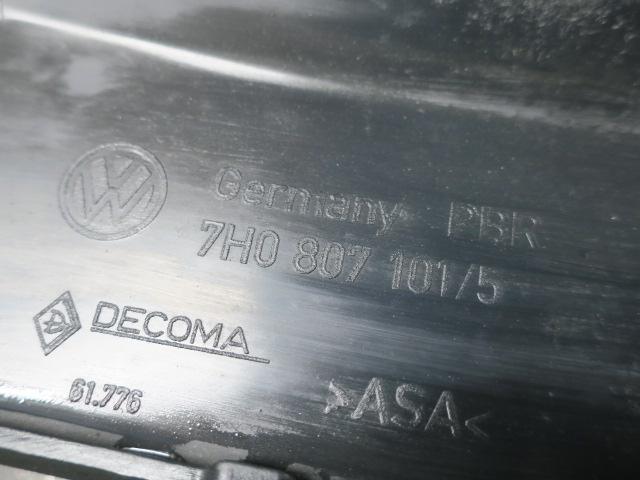 Germany PBR
7H0 807 101/5
DECOMA
61.776
>ASA<